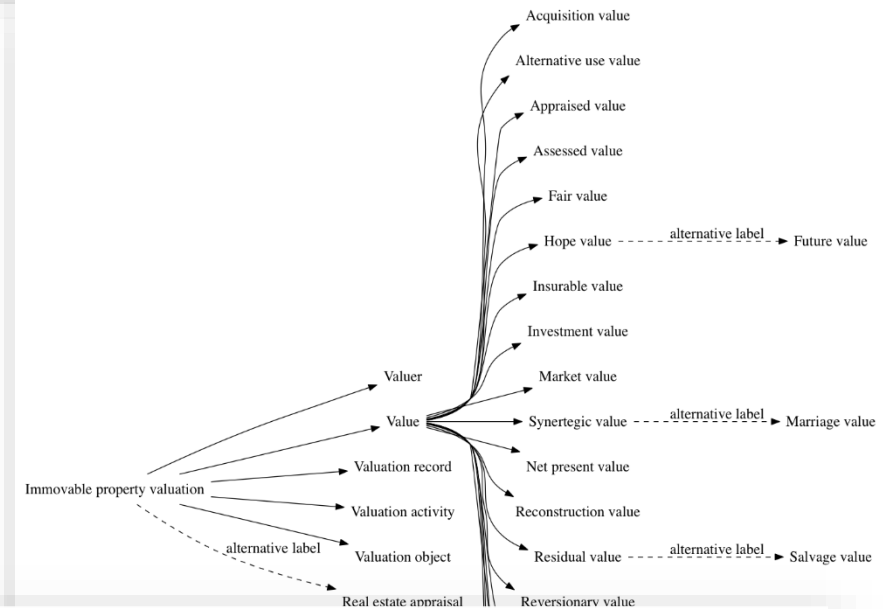 Acquisition value
Alternative use value
Appraised value
Assessed value
Fair value
Hope value
alternative label
Future value
Insurable value
Investment value
Valuer
Market value
Value
Synertegic value
alternative label
Marriage value
Valuation record
Net present value
Immovable property valuation
Valuation activity
Reconstruction value
alternative label
Valuation object
Residual value
alternative label
Salvage value
Real estate appraisal
Reversionary value